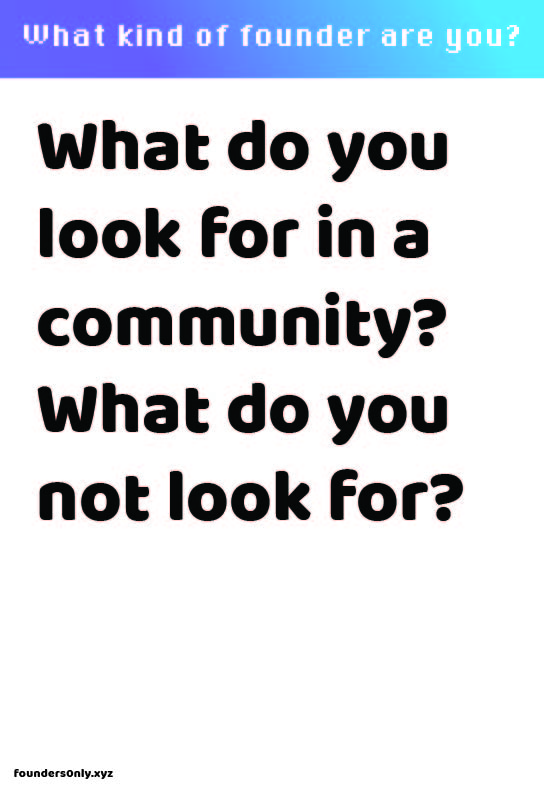 What kind of founder are you?
What do you
look for in a
community?
What do you
not look for?
founders0nly.xyz